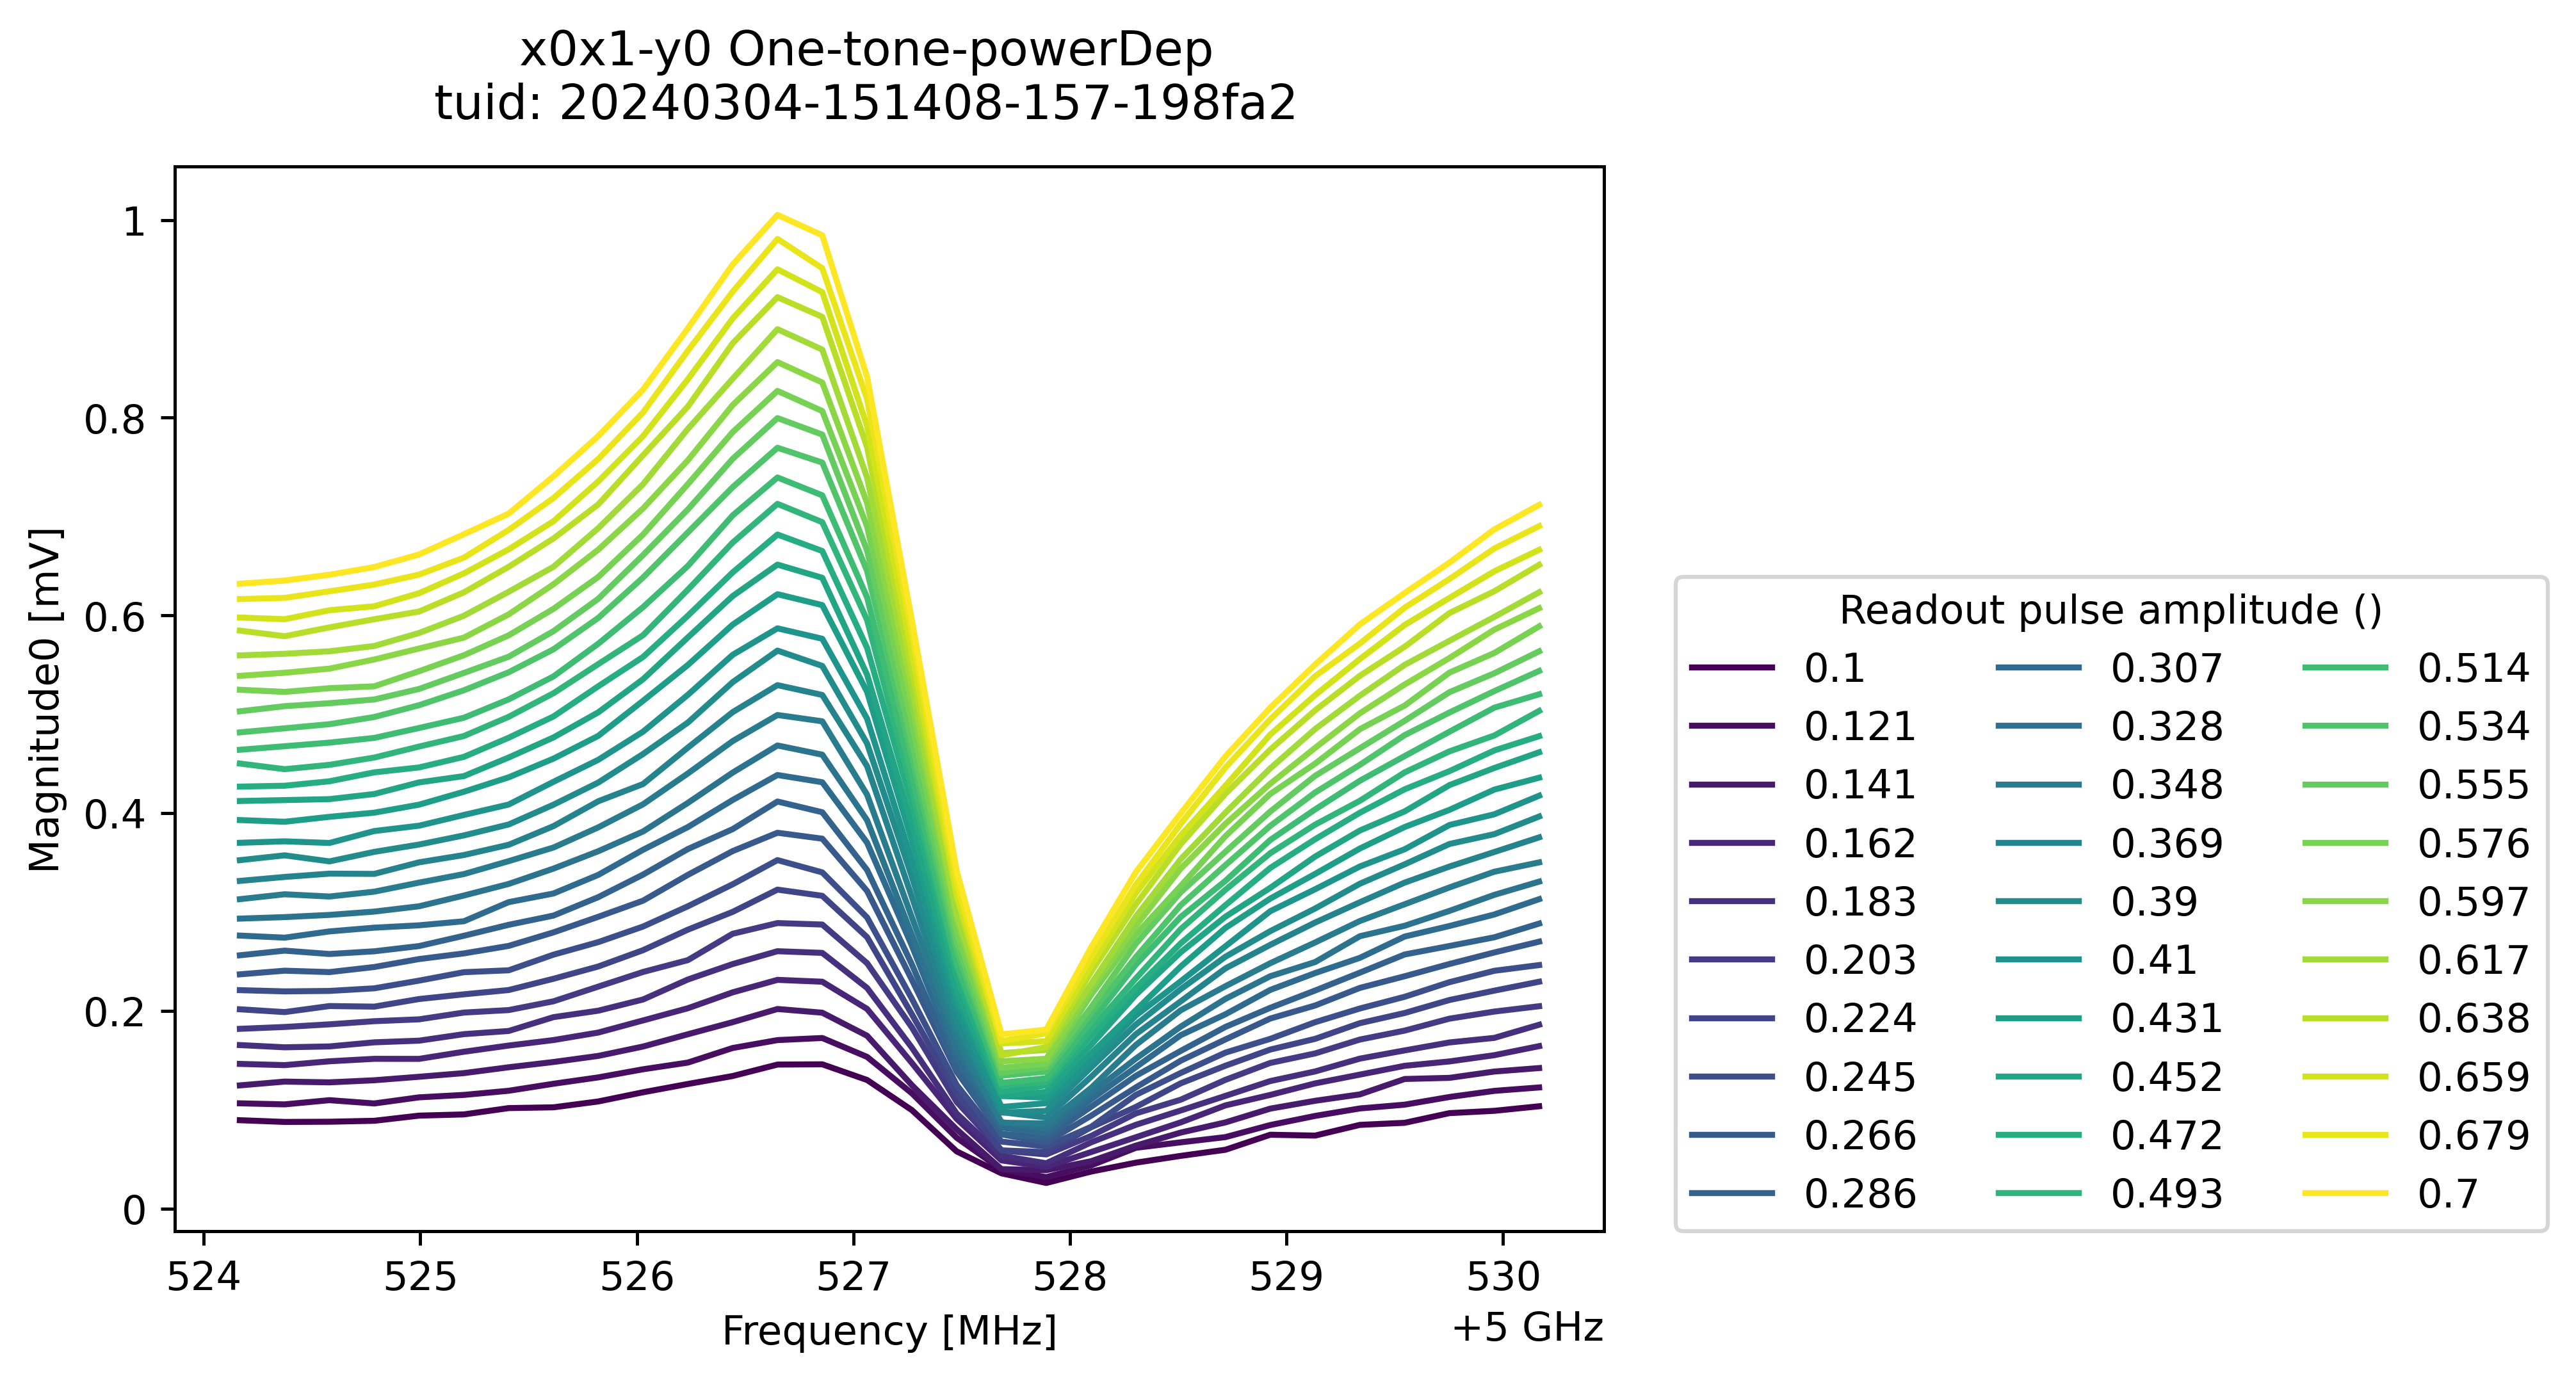 x0x1-y0 One-tone-powerDep
tuid: 20240304-151408-157-198fa2
Magnitude0 [mV]
1
0.8
0.6
0.4
0.2
0
524 525 526 527 528 529 530
Frequency [MHz]
+5 GHz
Readout pulse amplitude ()
0.1 0.307 0.514
0.121 0.328 0.534
0.141 0.348 0.555
0.162 0.369 0.576
0.183 0.39 0.597
0.203 0.41 0.617
0.224 0.431 0.638
0.245 0.452 0.659
0.266 0.472 0.679
0.286 0.493 0.7